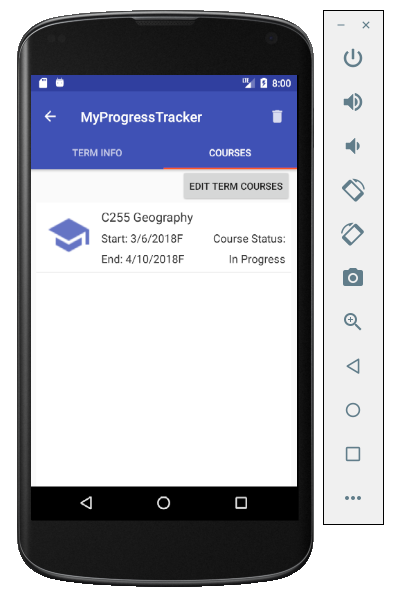 8:00
MyProgressTracker
TERM INFO
COURSES
EDIT TERM COURSES
C255 Geography
Start: 3/6/2018F
Course Status:
End: 4/10/2018F
In Progress